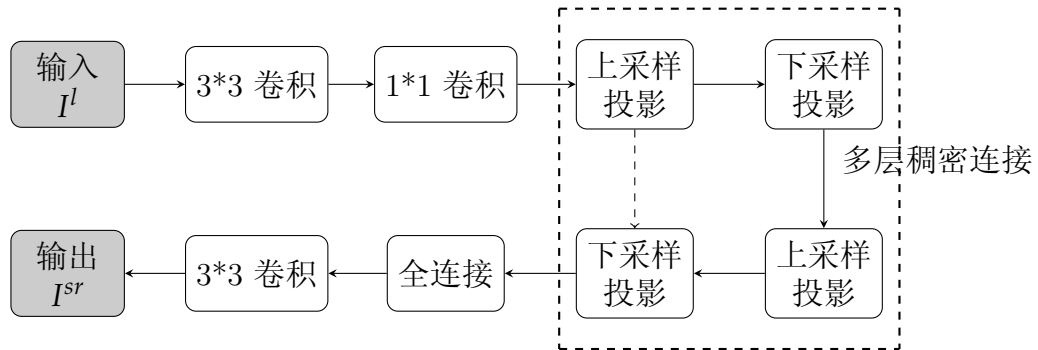 输入
I^l
3*3 卷积
1*1 卷积
上采样
投影
下采样
投影
多层稠密连接
输出
I^sr
3*3 卷积
全连接
下采样
投影
上采样
投影